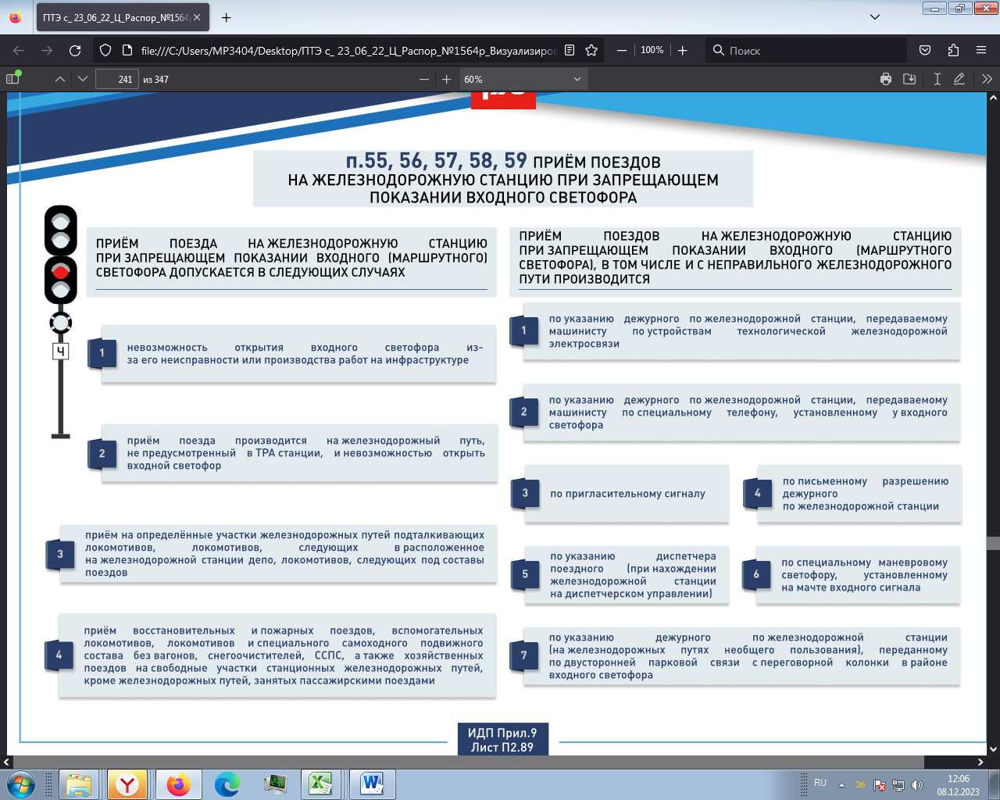 ПТЭ с_ 23_06_22_Ц_Распор_№1564
file:///C:/Users/MP3404/Desktop/ПТЭ с_ 23_06_22_Ц_Распор_№1564р_Визуализиров
100%
Поиск
241
из 347
60%
п.55, 56, 57, 58, 59 ПРИЁМ ПОЕЗДОВ
НА ЖЕЛЕЗНОДОРОЖНУЮ СТАНЦИЮ ПРИ ЗАПРЕЩАЮЩЕМ
ПОКАЗАНИИ ВХОДНОГО СВЕТОФОРА
Ч
ПРИЁМ ПОЕЗДА НА ЖЕЛЕЗНОДОРОЖНУЮ СТАНЦИЮ
ПРИ ЗАПРЕЩАЮЩЕМ ПОКАЗАНИИ ВХОДНОГО (МАРШРУТНОГО)
СВЕТОФОРА ДОПУСКАЕТСЯ В СЛЕДУЮЩИХ СЛУЧАЯХ
1
невозможность открытия входного светофора из-
за его неисправности или производства работ на инфраструктуре
2
приём поезда производится на железнодорожный путь,
не предусмотренный в ТРА станции, и невозможностью открыть
входной светофор
3
приём на определённые участки железнодорожных путей подталкивающих
локомотивов, локомотивов, следующих в расположенное
на железнодорожной станции депо, локомотивов, следующих под составы
поездов
4
приём восстановительных и пожарных поездов, вспомогательных
локомотивов, локомотивов и специального самоходного подвижного
состава без вагонов, снегоочистителей, ССПС, а также хозяйственных
поездов на свободные участки станционных железнодорожных путей,
кроме железнодорожных путей, занятых пассажирскими поездами
ПРИЁМ ПОЕЗДОВ НА ЖЕЛЕЗНОДОРОЖНУЮ СТАНЦИЮ
ПРИ ЗАПРЕЩАЮЩЕМ ПОКАЗАНИИ ВХОДНОГО (МАРШРУТНОГО
СВЕТОФОРА), В ТОМ ЧИСЛЕ И С НЕПРАВИЛЬНОГО ЖЕЛЕЗНОДОРОЖНОГО
ПУТИ ПРОИЗВОДИТСЯ
1
по указанию дежурного по железнодорожной станции, передаваемому
машинисту по устройствам технологической железнодорожной
электросвязи
2
по указанию дежурного по железнодорожной станции, передаваемому
машинисту по специальному телефону, установленному у входного
светофора
3
по пригласительному сигналу
4
по письменному разрешению
дежурного
по железнодорожной станции
5
по указанию диспетчера
поездного (при нахождении
железнодорожной станции
на диспетчерском управлении)
6
по специальному маневровому
светофору, установленному
на мачте входного сигнала
7
по указанию дежурного по железнодорожной станции
(на железнодорожных путях необщего пользования), переданному
по двусторонней парковой связи с переговорной колонки в районе
входного светофора
ИДП Прил.9
Лист П2.89
RU
36
12:06
08.12.2023